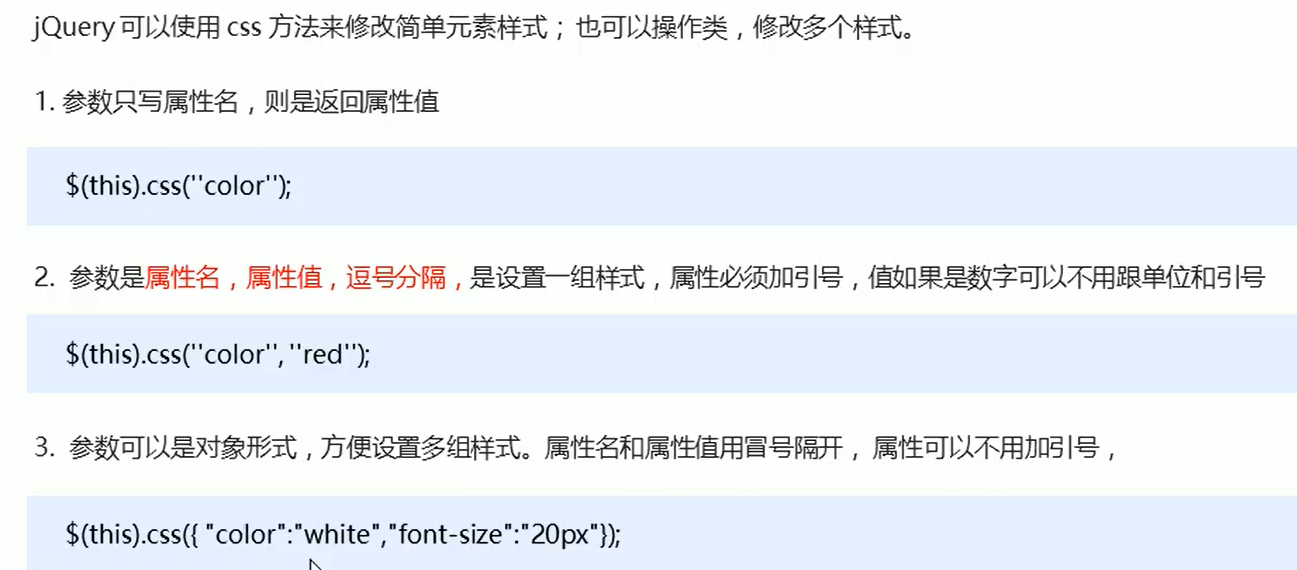 jQuery 可以使用 css 方法来修改简单元素样式； 也可以操作类，修改多个样式。
1. 参数只写属性名，则是返回属性值
$(this).css(''color'');
2. 参数是属性名，属性值，逗号分隔，是设置一组样式，属性必须加引号，值如果是数字可以不用跟单位和引号
$(this).css(''color'', ''red'');
3. 参数可以是对象形式，方便设置多组样式。属性名和属性值用冒号隔开， 属性可以不用加引号，
$(this).css({ "color":"white","font-size":"20px"});